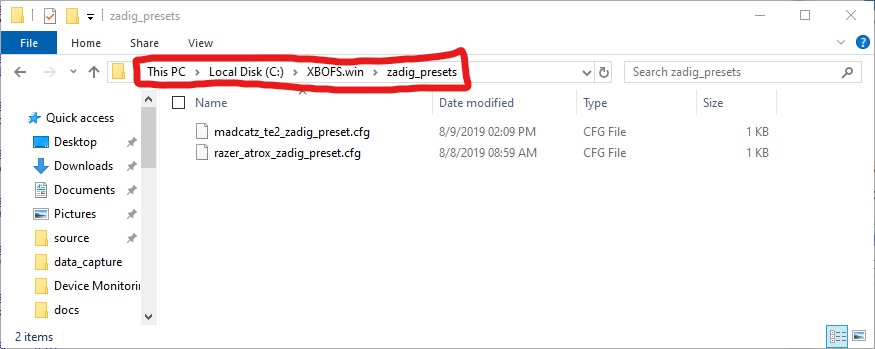 zadig_presets
File Home Share View
This PC Local Disk (C:) XBOFS.win zadig_presets Search zadig_presets
Name Date modified Type Size
Quick access
Desktop
Downloads
Documents
Pictures
source
data_capture
Device Monitorin
docs
madcatz_te2_zadig_preset.cfg 8/9/2019 02:09 PM CFG File 1 KB
razer_atrox_zadig_preset.cfg 8/8/2019 08:59 AM CFG File 1 KB
2 items